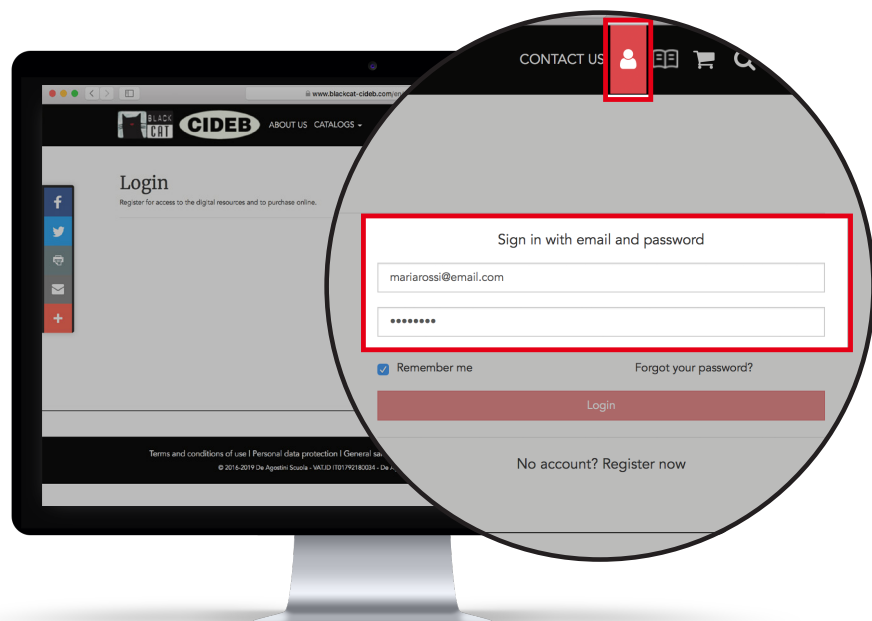 CONTACT US
www.blackcat-cideb.com/en
BLACK
CAT
CIDEB
ABOUT US CATALOGS
Login
Register for access to the digital resources and to purchase online.
Sign in with email and password
mariarossi@email.com
••••••••
Remember me
Forgot your password?
Login
No account? Register now
Terms and conditions of use I Personal data protection I General
© 2016-2019 De Agostini Scuola - VAT.ID IT01792180034 - De